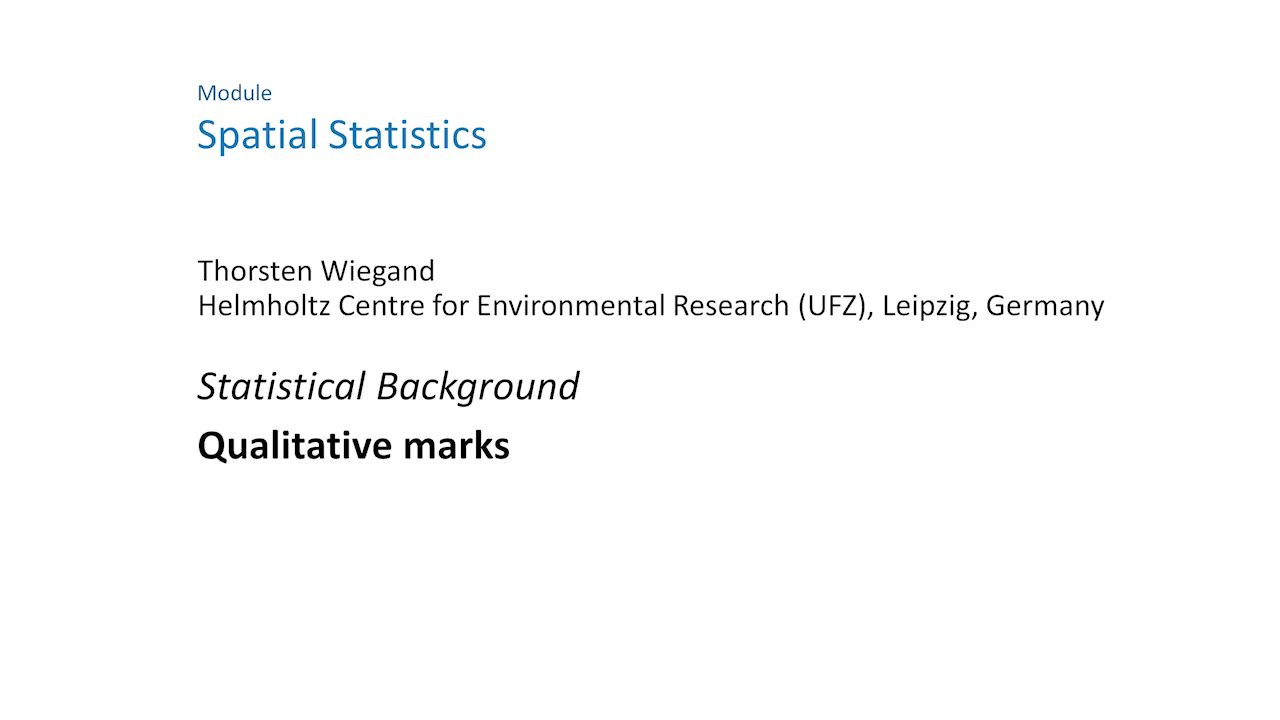 Module
Spatial Statistics
Thorsten Wiegand
Helmholtz Centre for Environmental Research (UFZ), Leipzig, Germany
Statistical Background
Qualitative marks